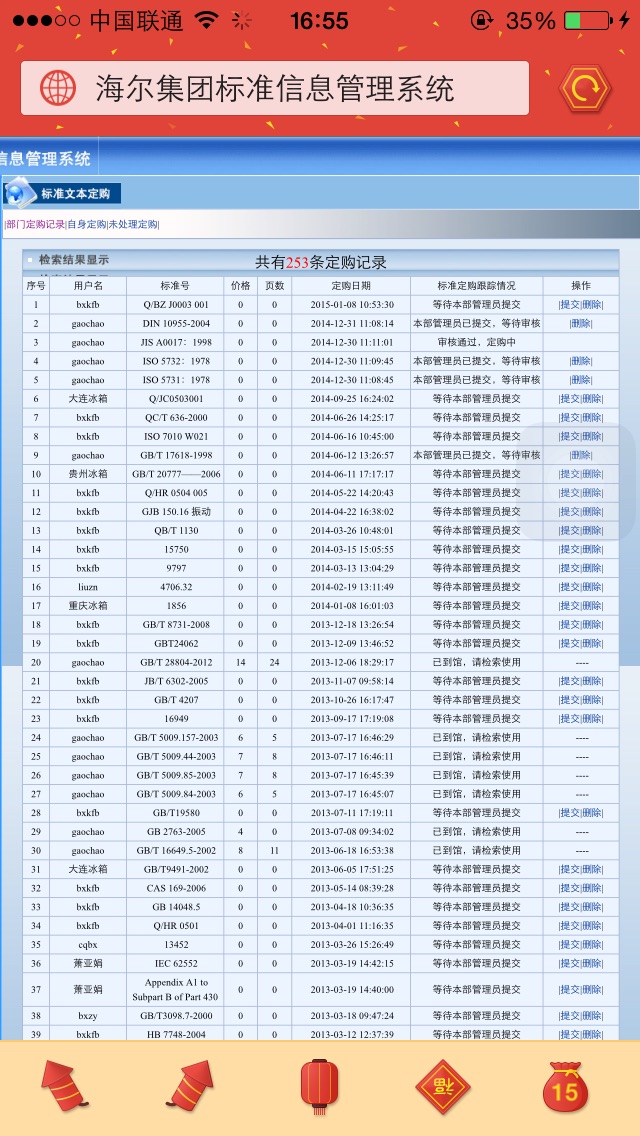 中国联通 16:55 35%
海尔集团标准信息管理系统
信息管理系统
标准文本定购
|部门定购记录|自身定购|未处理定购|
检索结果显示 共有253条定购记录
序号 用户名 标准号 价格 页数 定购日期 标准定购跟踪情况 操作
1 bxkfb Q/BZ J0003 001 0 0 2015-01-08 10:53:30 等待本部管理员提交 |提交|删除|
2 gaochao DIN 10955-2004 0 0 2014-12-31 11:08:14 本部管理员已提交，等待审核 |删除|
3 gaochao JIS A0017：1998 0 0 2014-12-30 11:11:01 审核通过，定购中
4 gaochao ISO 5732：1978 0 0 2014-12-30 11:09:45 本部管理员已提交，等待审核 |删除|
5 gaochao ISO 5731：1978 0 0 2014-12-30 11:08:45 本部管理员已提交，等待审核 |删除|
6 大连冰箱 Q/JC0503001 0 0 2014-09-25 16:24:02 等待本部管理员提交 |提交|删除|
7 bxkfb QC/T 636-2000 0 0 2014-06-26 14:25:17 等待本部管理员提交 |提交|删除|
8 bxkfb ISO 7010 W021 0 0 2014-06-16 10:45:00 等待本部管理员提交 |提交|删除|
9 gaochao GB/T 17618-1998 0 0 2014-06-12 13:26:57 本部管理员已提交，等待审核 |删除|
10 贵州冰箱 GB/T 20777——2006 0 0 2014-06-11 17:17:17 等待本部管理员提交 |提交|删除|
11 bxkfb Q/HR 0504 005 0 0 2014-05-22 14:20:43 等待本部管理员提交 |提交|删除|
12 bxkfb GJB 150.16 振动 0 0 2014-04-22 16:38:02 等待本部管理员提交 |提交|删除|
13 bxkfb QB/T 1130 0 0 2014-03-26 10:48:01 等待本部管理员提交 |提交|删除|
14 bxkfb 15750 0 0 2014-03-15 15:05:55 等待本部管理员提交 |提交|删除|
15 bxkfb 9797 0 0 2014-03-13 13:04:29 等待本部管理员提交 |提交|删除|
16 liuzn 4706.32 0 0 2014-02-19 13:11:49 等待本部管理员提交 |提交|删除|
17 重庆冰箱 1856 0 0 2014-01-08 16:01:03 等待本部管理员提交 |提交|删除|
18 bxkfb GB/T 8731-2008 0 0 2013-12-18 13:26:54 等待本部管理员提交 |提交|删除|
19 bxkfb GBT24062 0 0 2013-12-09 13:46:52 等待本部管理员提交 |提交|删除|
20 gaochao GB/T 28804-2012 14 24 2013-12-06 18:29:17 已到馆，请检索使用 ----
21 bxkfb JB/T 6302-2005 0 0 2013-11-07 09:58:14 等待本部管理员提交 |提交|删除|
22 bxkfb GB/T 4207 0 0 2013-10-26 16:17:47 等待本部管理员提交 |提交|删除|
23 bxkfb 16949 0 0 2013-09-17 17:19:08 等待本部管理员提交 |提交|删除|
24 gaochao GB/T 5009.157-2003 6 5 2013-07-17 16:46:29 已到馆，请检索使用 ----
25 gaochao GB/T 5009.44-2003 7 8 2013-07-17 16:46:11 已到馆，请检索使用 ----
26 gaochao GB/T 5009.85-2003 7 8 2013-07-17 16:45:39 已到馆，请检索使用 ----
27 gaochao GB/T 5009.84-2003 6 5 2013-07-17 16:45:07 已到馆，请检索使用 ----
28 bxkfb GB/T19580 0 0 2013-07-11 17:19:11 等待本部管理员提交 |提交|删除|
29 gaochao GB 2763-2005 4 0 2013-07-08 09:34:02 已到馆，请检索使用 ----
30 gaochao GB/T 16649.5-2002 8 11 2013-06-18 16:53:38 已到馆，请检索使用 ----
31 大连冰箱 GB/T9491-2002 0 0 2013-06-05 17:51:25 等待本部管理员提交 |提交|删除|
32 bxkfb CAS 169-2006 0 0 2013-05-14 08:39:28 等待本部管理员提交 |提交|删除|
33 bxkfb GB 14048.5 0 0 2013-04-18 10:36:35 等待本部管理员提交 |提交|删除|
34 bxkfb Q/HR 0501 0 0 2013-04-01 11:16:35 等待本部管理员提交 |提交|删除|
35 cqbx 13452 0 0 2013-03-26 15:26:49 等待本部管理员提交 |提交|删除|
36 萧亚娟 IEC 62552 0 0 2013-03-19 14:42:15 等待本部管理员提交 |提交|删除|
37 萧亚娟 Appendix A1 to Subpart B of Part 430 0 0 2013-03-19 14:40:00 等待本部管理员提交 |提交|删除|
38 bxzy GB/T3098.7-2000 0 0 2013-03-18 09:47:24 等待本部管理员提交 |提交|删除|
39 bxkfb HB 7748-2004 0 0 2013-03-12 12:37:39 等待本部管理员提交 |提交|删除|
福 15